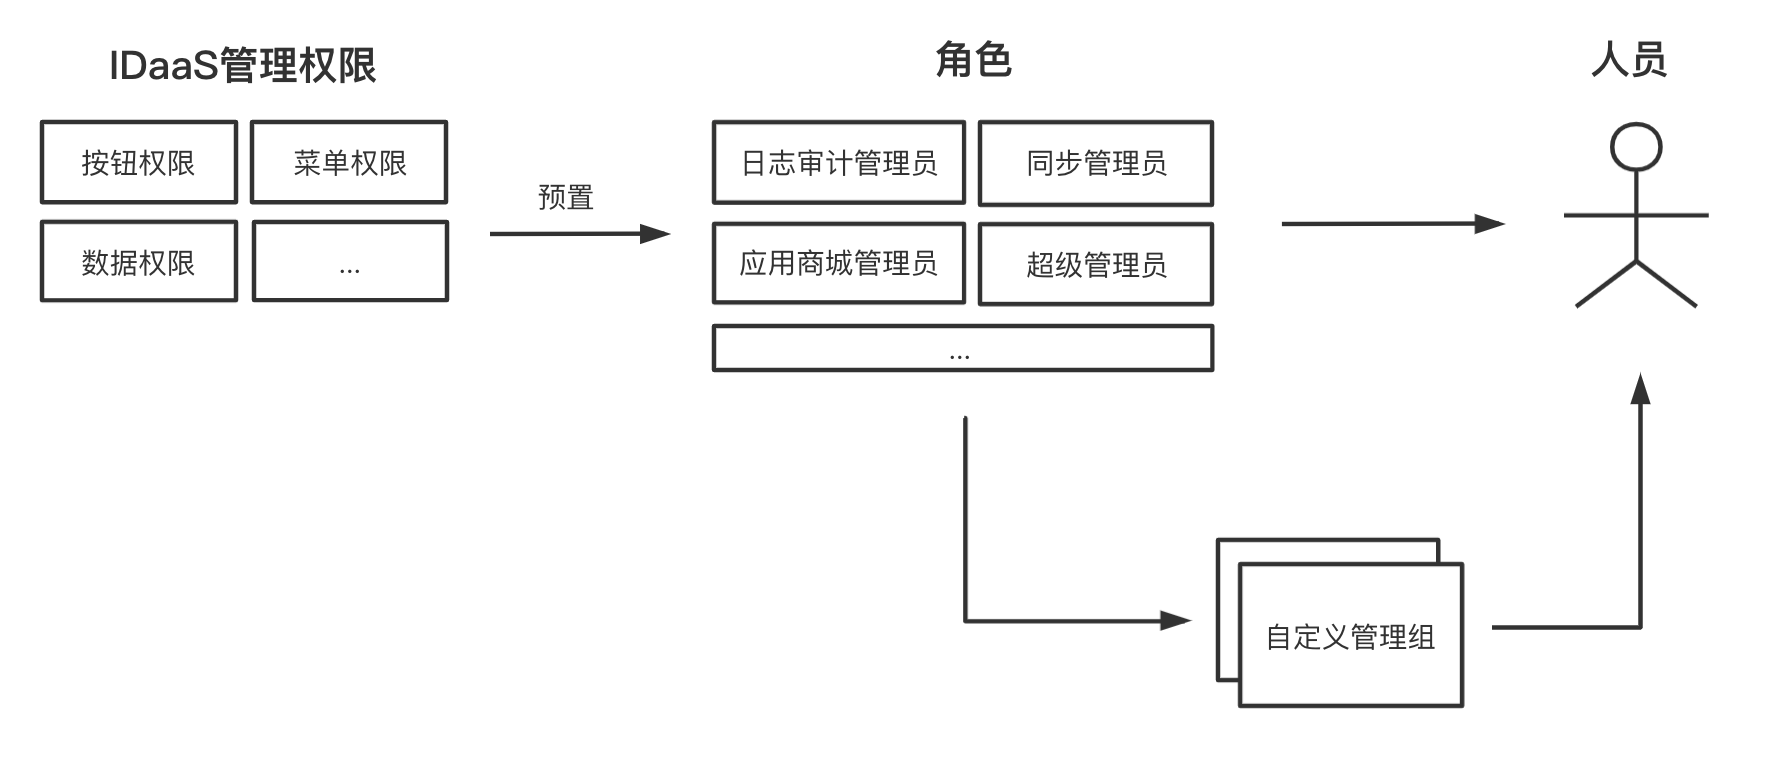 IDaaS管理权限
角色
人员
按钮权限
菜单权限
数据权限
...
预置
日志审计管理员
同步管理员
应用商城管理员
超级管理员
...
自定义管理组